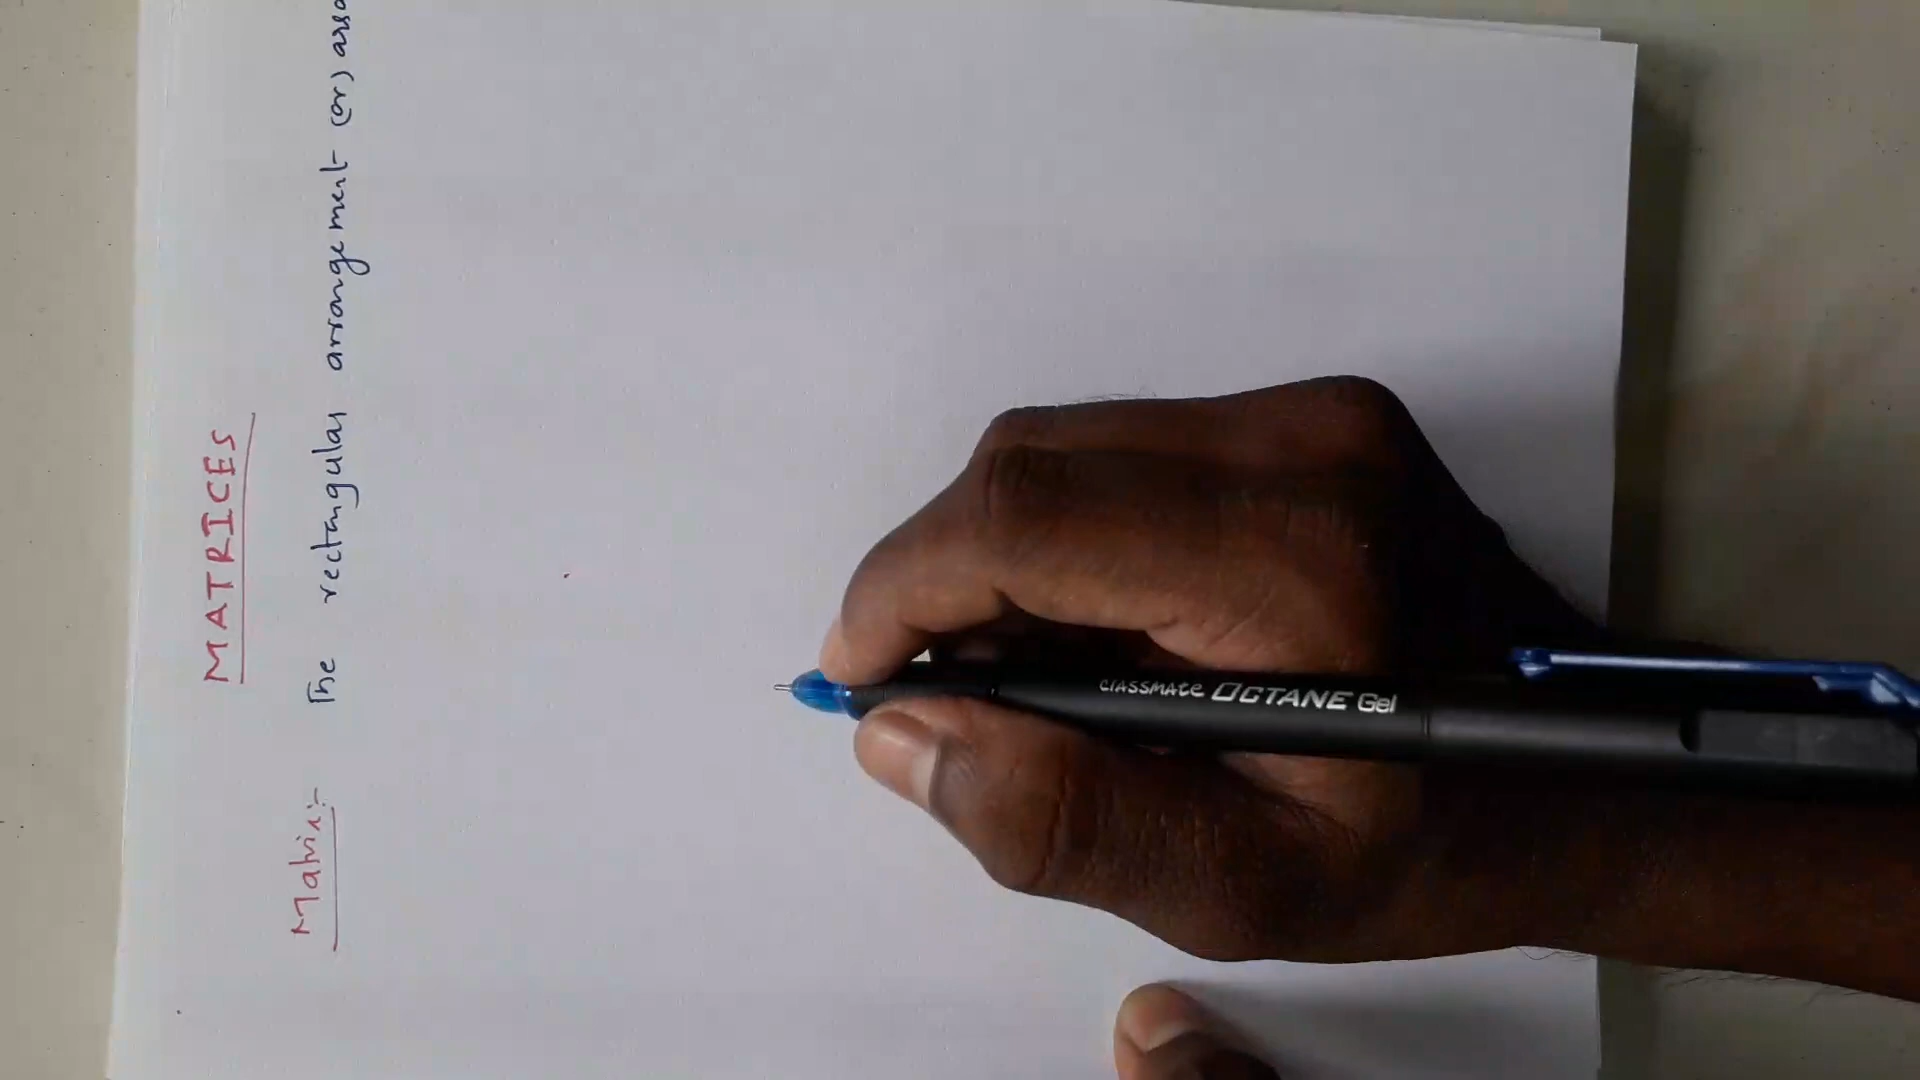 MATRICES
Matrix:- The rectangular arrangement (or)
classmate OCTANE Gel